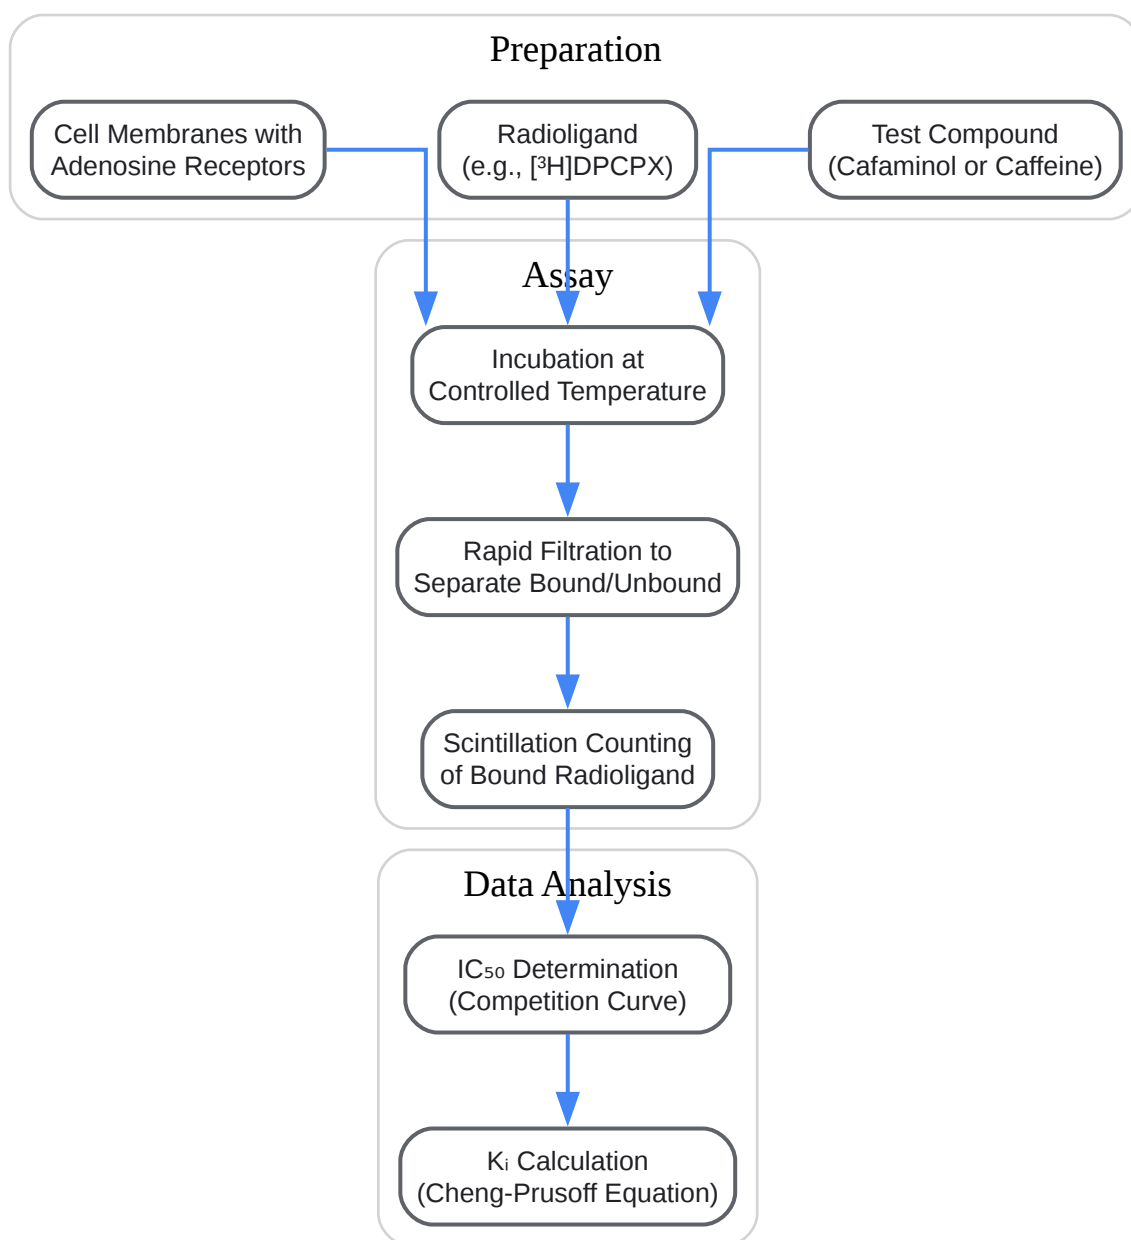 Preparation
Cell Membranes with
Adenosine Receptors
Radioligand
(e.g., [³H]DPCPX)
Test Compound
(Cafaminol or Caffeine)
Assay
Incubation at
Controlled Temperature
Rapid Filtration to
Separate Bound/Unbound
Scintillation Counting
of Bound Radioligand
Data Analysis
IC₅₀ Determination
(Competition Curve)
Kᵢ Calculation
(Cheng-Prusoff Equation)